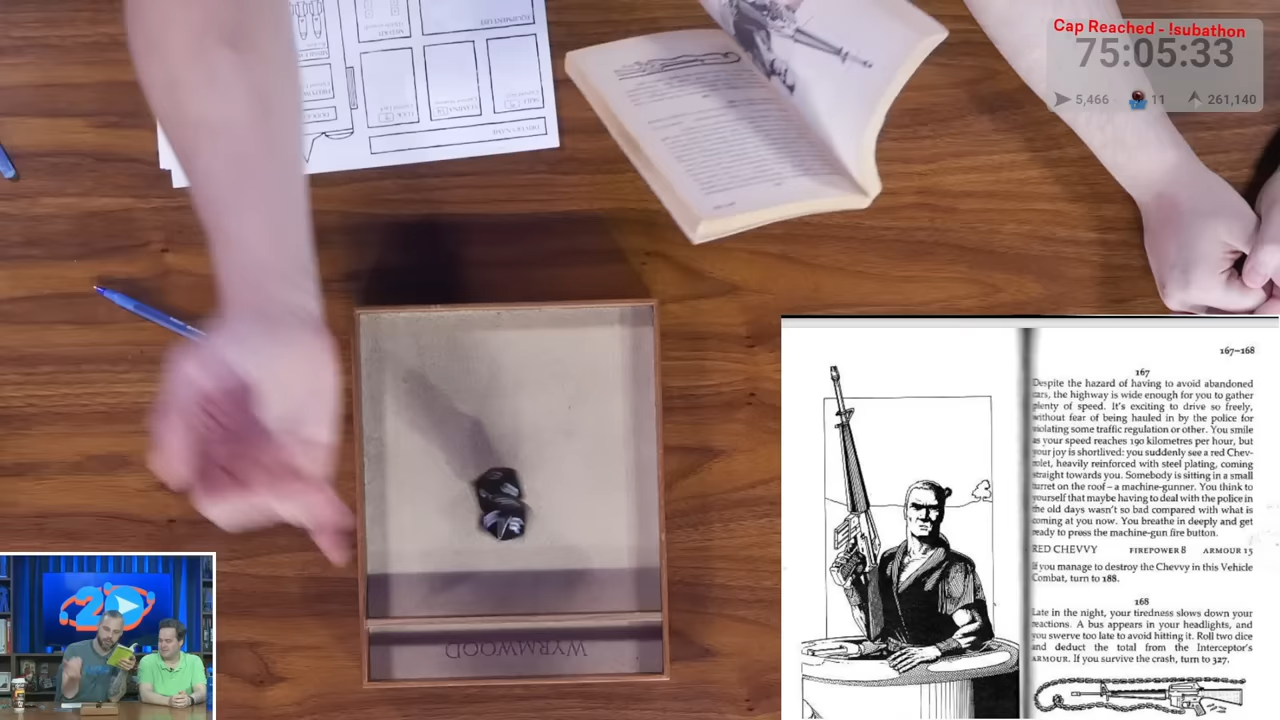 Cap Reached - !subathon
75:05:33
5,466
11
261,140
EQUIPMENT LIST
MED-KIT
LUCK
STAMINA
SKILL
DRIVER'S NAME
WYRMWOOD
2D
167–168
167
Despite the hazard of having to avoid abandoned
cars, the highway is wide enough for you to gather
plenty of speed. It's exciting to drive so freely,
without fear of being hauled in by the police for
violating some traffic regulation or other. You smile
as your speed reaches 190 kilometres per hour, but
your joy is shortlived: you suddenly see a red Chev-
rolet, heavily reinforced with steel plating, coming
straight towards you. Somebody is sitting in a small
turret on the roof – a machine-gunner. You think to
yourself that maybe having to deal with the police in
the old days wasn't so bad compared with what is
coming at you now. You breathe in deeply and get
ready to press the machine-gun fire button.
RED CHEVVY FIREPOWER 8 ARMOUR 15
If you manage to destroy the Chevvy in this Vehicle
Combat, turn to 188.
168
Late in the night, your tiredness slows down your
reactions. A bus appears in your headlights, and
you swerve too late to avoid hitting it. Roll two dice
and deduct the total from the Interceptor's
ARMOUR. If you survive the crash, turn to 327.